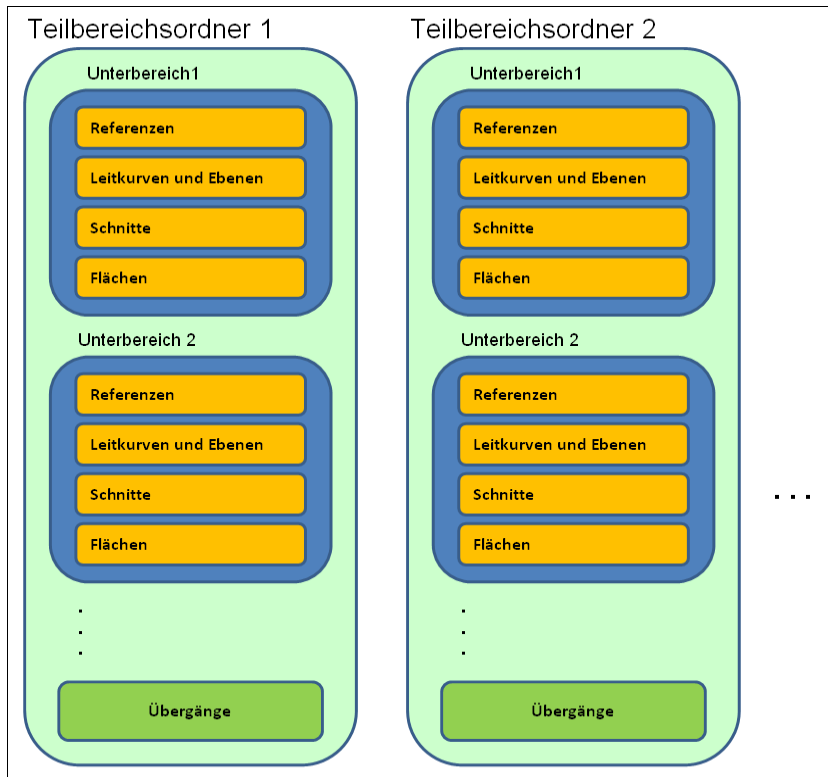 Teilbereichsordner 1
Unterbereich1
Referenzen
Leitkurven und Ebenen
Schnitte
Flächen
Unterbereich 2
Referenzen
Leitkurven und Ebenen
Schnitte
Flächen
.
.
.
Übergänge
Teilbereichsordner 2
Unterbereich1
Referenzen
Leitkurven und Ebenen
Schnitte
Flächen
Unterbereich 2
Referenzen
Leitkurven und Ebenen
Schnitte
Flächen
.
.
.
Übergänge
...